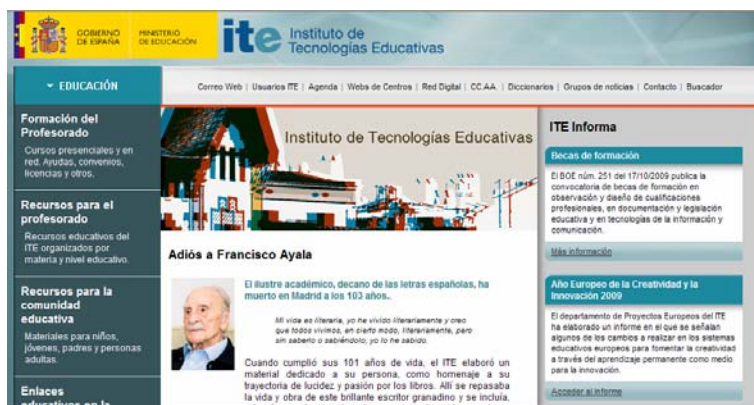 GOBIERNO
DE ESPAÑA
MINISTERIO
DE EDUCACIÓN
ite
Instituto de
Tecnologías Educativas
EDUCACIÓN
Correo Web | Usuarios ITE | Agenda | Webs de Centros | Red Digital | CC.AA. | Diccionarios | Grupos de noticias | Contacto | Buscador
Formación del
Profesorado
Cursos presenciales y en
red. Ayudas, convenios,
licencias y otros.
Recursos para el
profesorado
Recursos educativos del
ITE organizados por
materia y nivel educativo.
Recursos para la
comunidad
educativa
Materiales para niños,
jóvenes, padres y personas
adultas.
Enlaces
educativos en la
Instituto de Tecnologías Educativas
Adiós a Francisco Ayala
El ilustre académico, decano de las letras españolas, ha
muerto en Madrid a los 103 años.
Mi vida es literaria, yo he vivido literariamente y creo
que todos vivimos, en cierto modo, literariamente, pero
sin saberlo o sabiéndolo, yo lo he sabido.
Cuando cumplió sus 101 años de vida, el ITE elaboró un
material dedicado a su persona, como homenaje a su
trayectoria de lucidez y pasión por los libros. Allí se repasaba
la vida y obra de este brillante escritor granadino y se incluía,
ITE Informa
Becas de formación
El BOE núm. 251 del 17/10/2009 publica la
convocatoria de becas de formación en
observación y diseño de cualificaciones
profesionales, en documentación y legislación
educativa y en tecnologías de la información y
comunicación.
Más información
Año Europeo de la Creatividad y la
Innovación 2009
El departamento de Proyectos Europeos del ITE
ha elaborado un informe en el que se señalan
algunos de los cambios a realizar en los sistemas
educativos europeos para fomentar la creatividad
a través del aprendizaje permanente como medio
para la innovación.
Acceder al informe